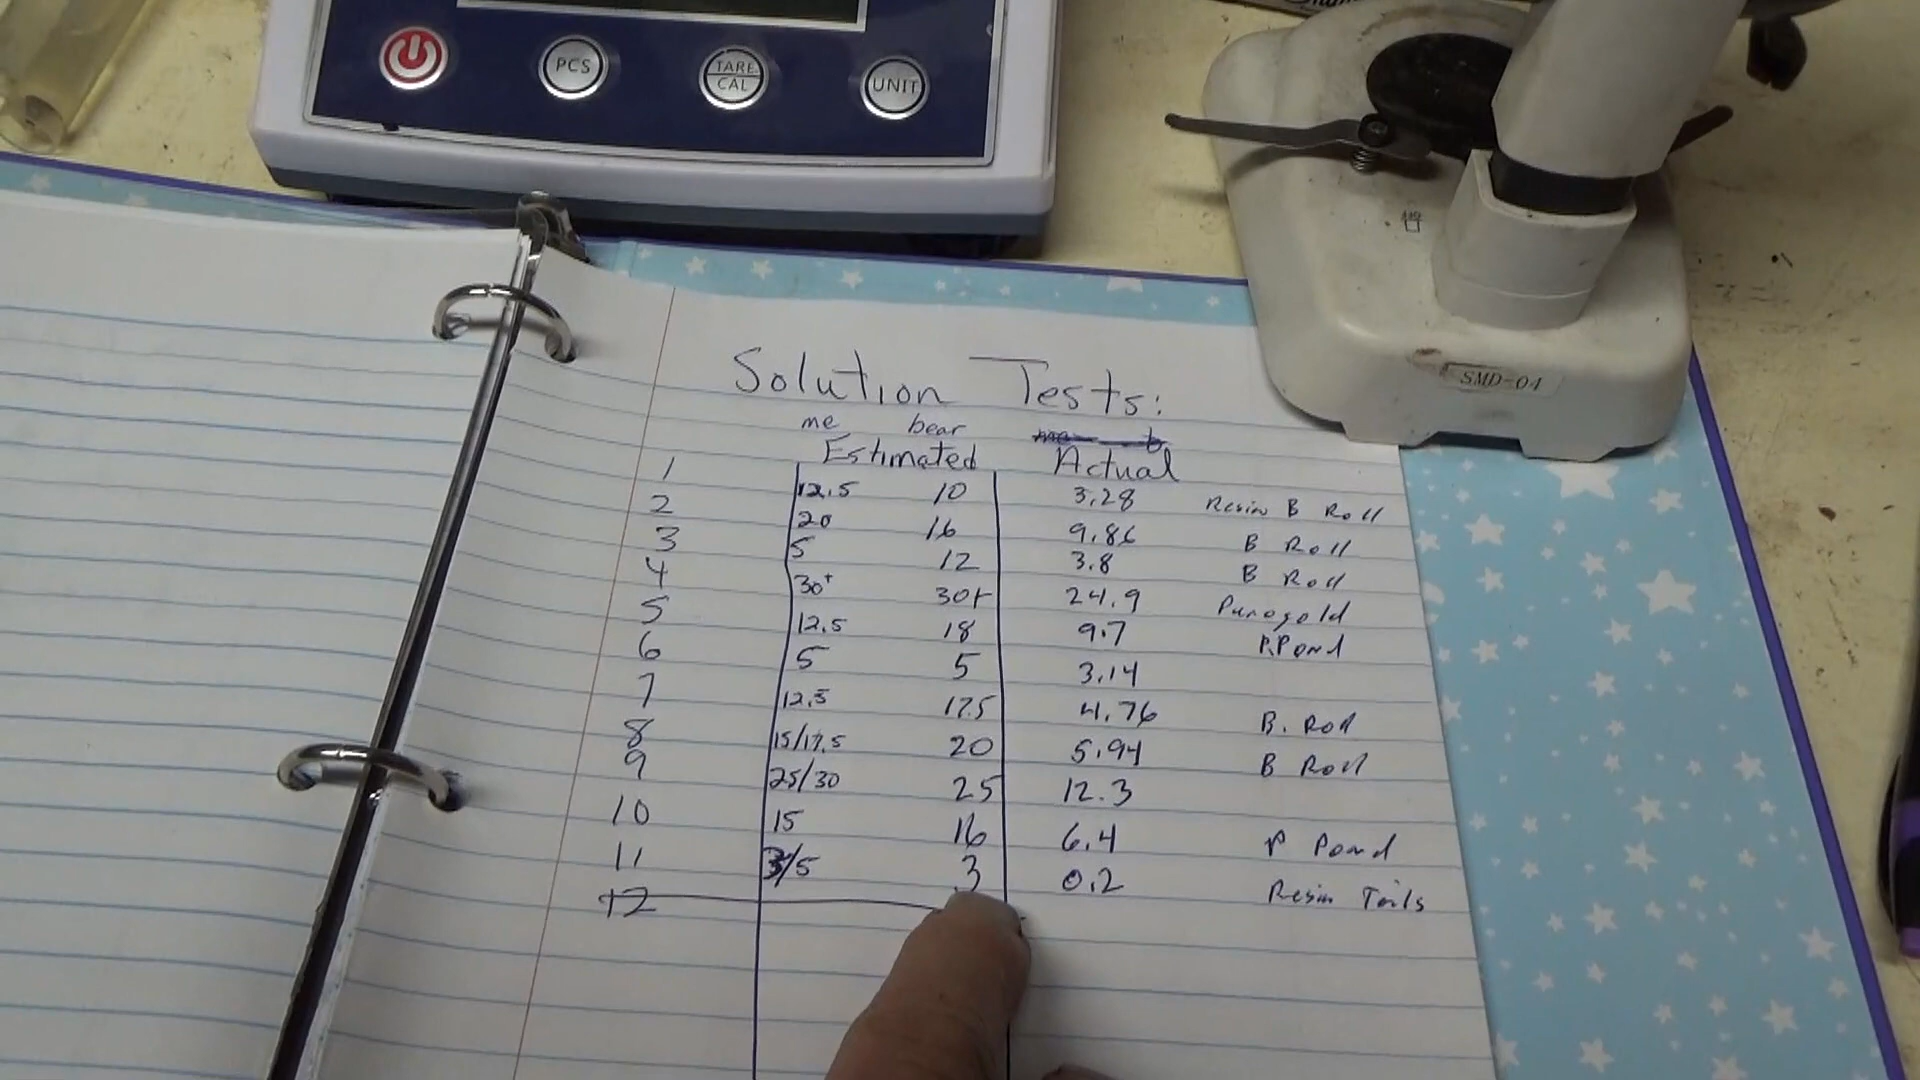 PCS
TARE
CAL
UNIT
SMD-04
Solution Tests:
me bear
Estimated Actual
1 12.5 10 3.28 Resin B Roll
2 20 16 9.86 B Roll
3 5 12 3.8 B Roll
4 30+ 30+ 24.9 Purogold
5 12.5 18 9.7 P.Pond
6 5 5 3.14
7 12.5 17.5 4.76 B. Roll
8 15/17.5 20 5.94 B Roll
9 25/30 25 12.3
10 15 16 6.4 P Pond
11 3/5 3 0.2 Resin Tails
12